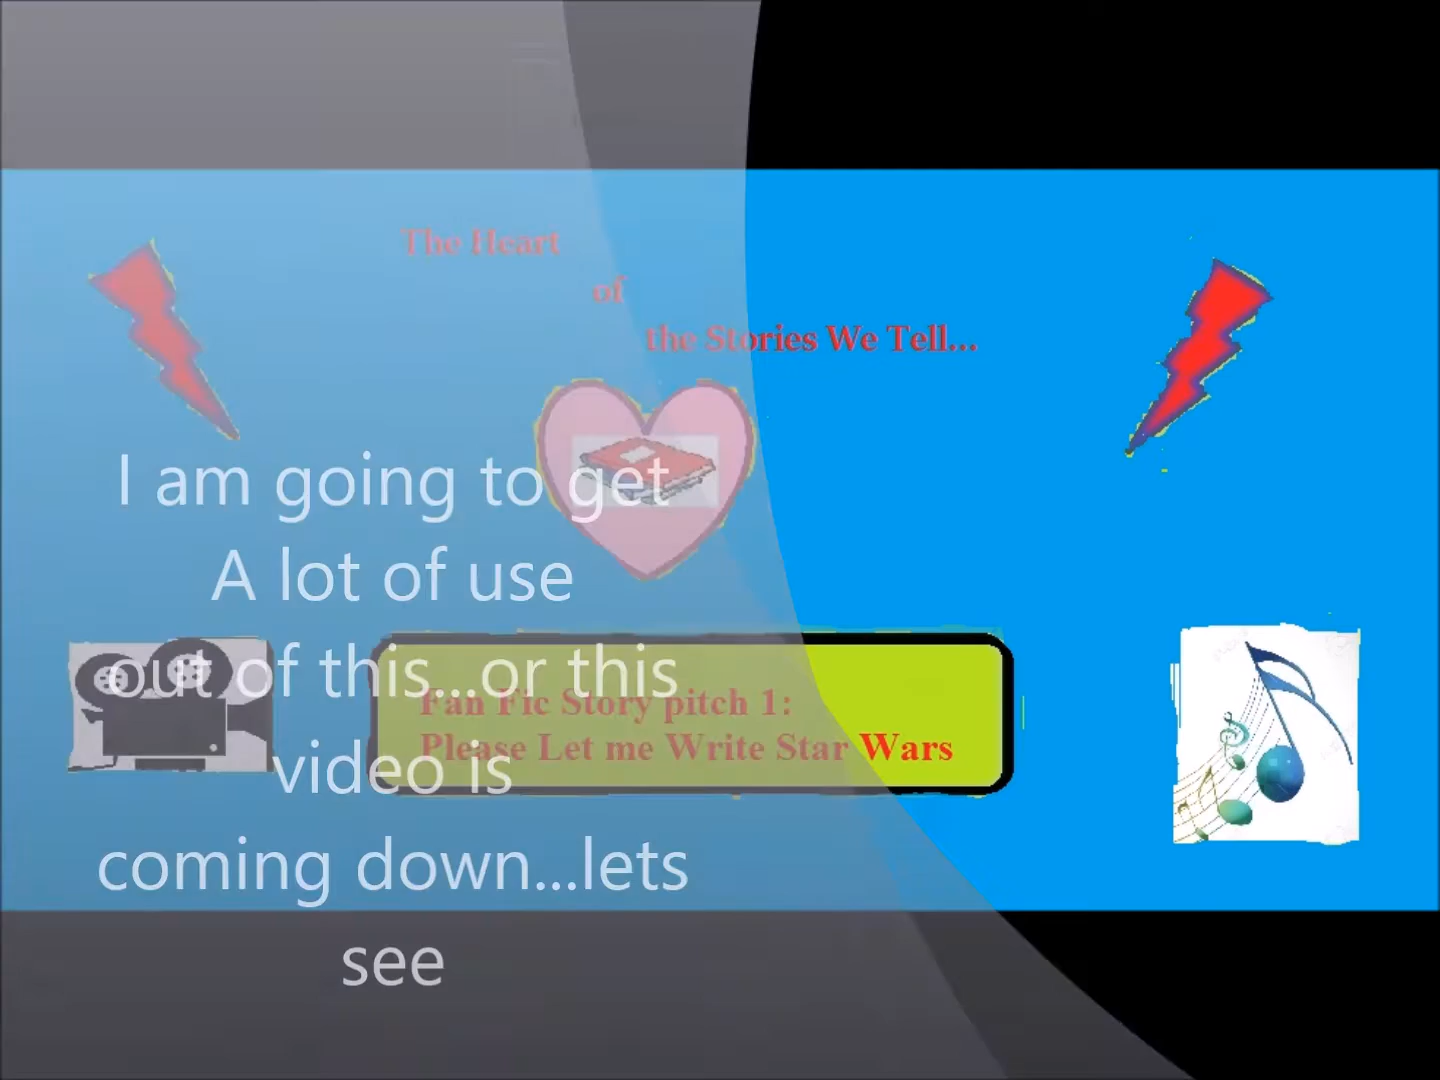 The Heart
of
the Stories We Tell...
I am going to get
A lot of use
out of this...or this
video is
coming down...lets
see
Fan Fic Story pitch 1:
Please Let me Write Star Wars